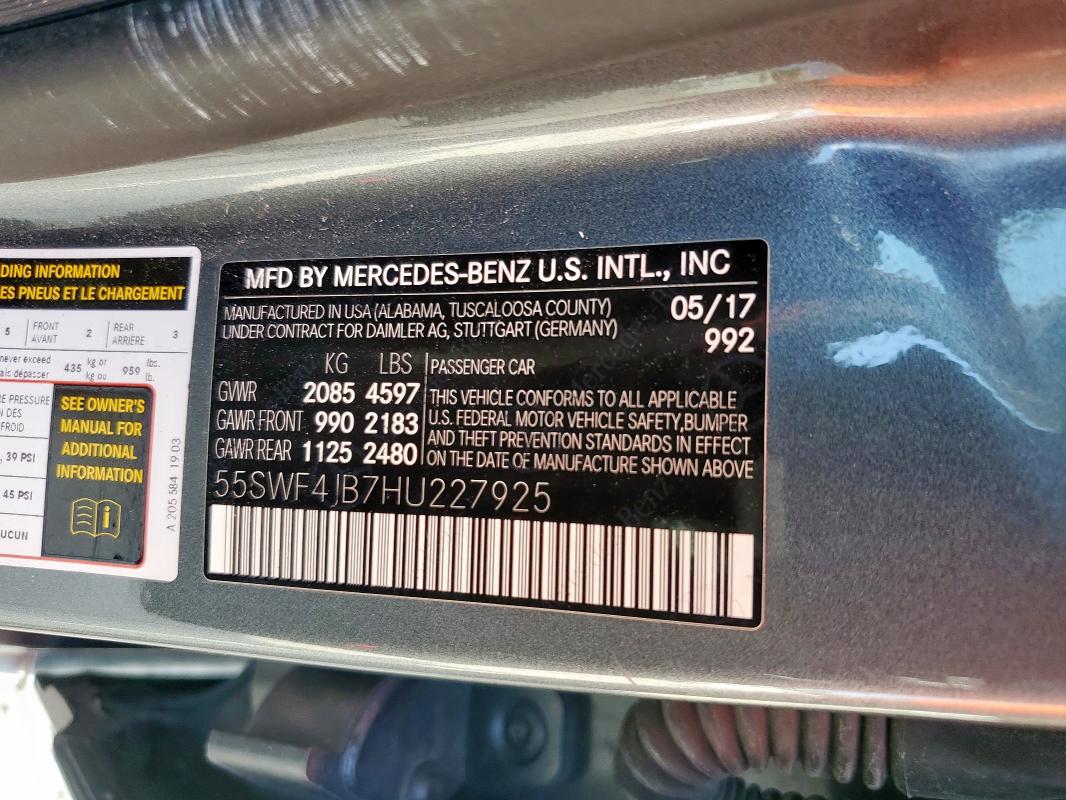 DING INFORMATION
ES PNEUS ET LE CHARGEMENT
5 FRONT AVANT 2 REAR ARRIÈRE 3
never exceed 435 kg or 959 lbs.
ais dépasser kg ou lb.
E PRESSURE
N DES
FROID
, 39 PSI
45 PSI
UCUN
SEE OWNER'S
MANUAL FOR
ADDITIONAL
INFORMATION
A 205 584 19 03
MFD BY MERCEDES-BENZ U.S. INTL., INC
MANUFACTURED IN USA (ALABAMA, TUSCALOOSA COUNTY) 05/17
UNDER CONTRACT FOR DAIMLER AG, STUTTGART (GERMANY) 992
KG LBS
GVWR 2085 4597
GAWR FRONT 990 2183
GAWR REAR 1125 2480
PASSENGER CAR
THIS VEHICLE CONFORMS TO ALL APPLICABLE
U.S. FEDERAL MOTOR VEHICLE SAFETY,BUMPER
AND THEFT PREVENTION STANDARDS IN EFFECT
ON THE DATE OF MANUFACTURE SHOWN ABOVE
55SWF4JB7HU227925